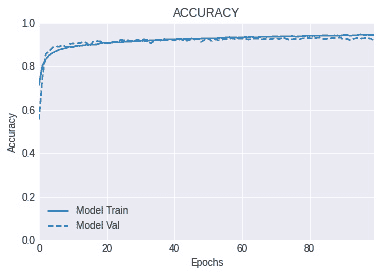 ACCURACY
1.0
0.8
0.6
0.4
0.2
0.0
Accuracy
Model Train
Model Val
0 20 40 60 80
Epochs